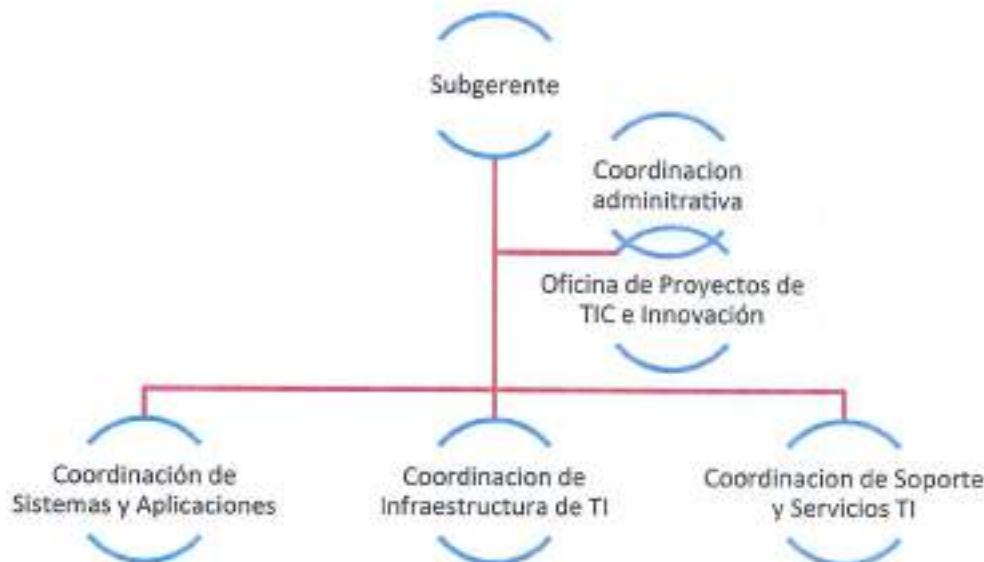 Subgerente
Coordinacion
adminitrativa
Oficina de Proyectos de
TIC e Innovación
Coordinación de
Sistemas y Aplicaciones
Coordinacion de
Infraestructura de TI
Coordinacion de Soporte
y Servicios TI